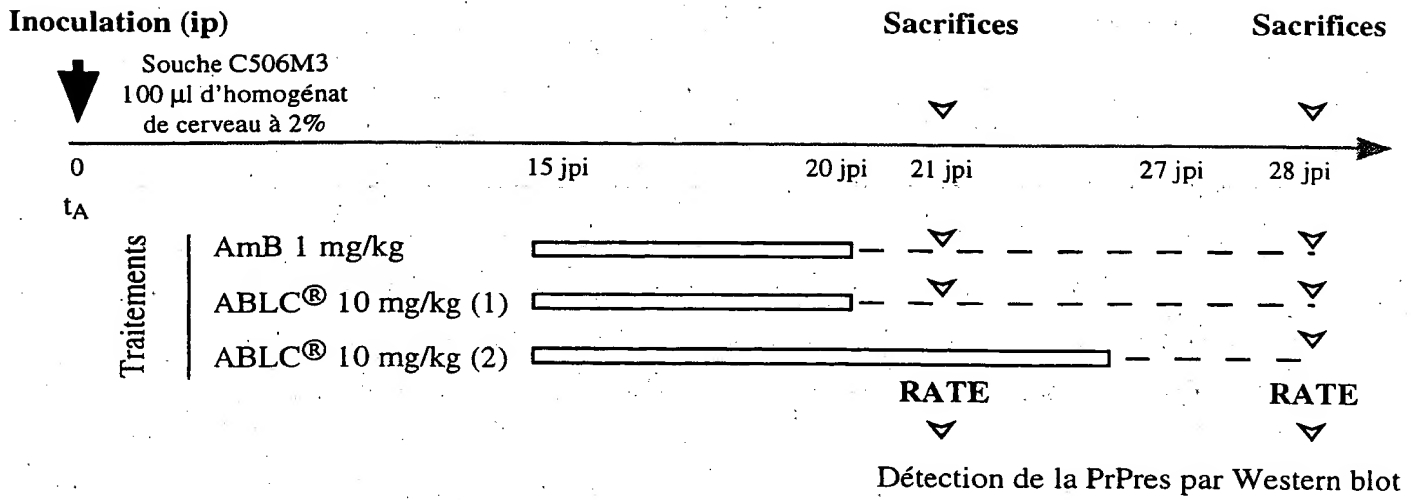 Inoculation (ip)
Sacrifices
Sacrifices
Souche C506M3
100 µl d'homogénat
de cerveau à 2%
0
15 jpi
20 jpi
21 jpi
27 jpi
28 jpi
tA
Traitements
AmB 1 mg/kg
ABLC® 10 mg/kg (1)
ABLC® 10 mg/kg (2)
RATE
RATE
Détection de la PrPres par Western blot